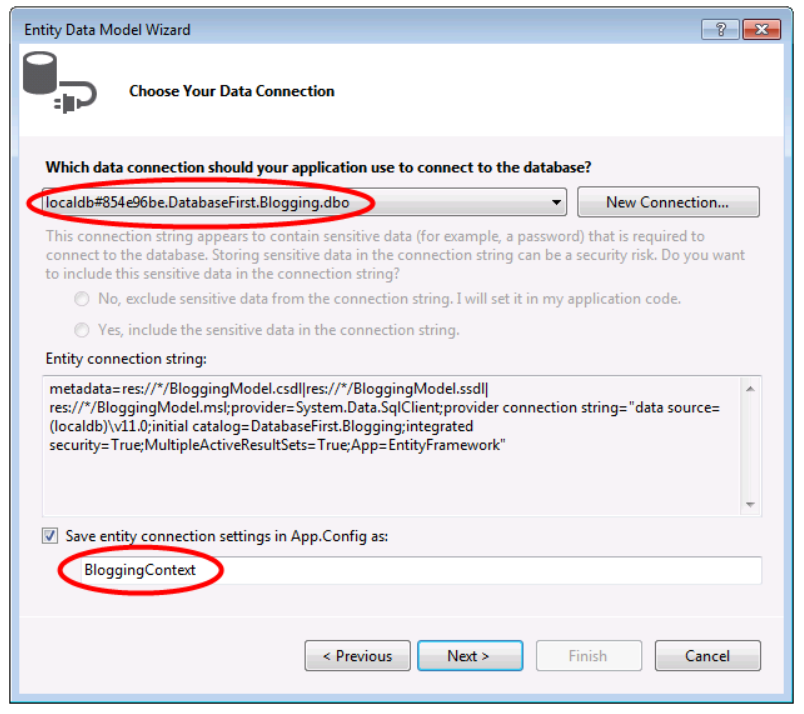 Entity Data Model Wizard
Choose Your Data Connection
Which data connection should your application use to connect to the database?
localdb#854e96be.DatabaseFirst.Blogging.dbo
New Connection...
This connection string appears to contain sensitive data (for example, a password) that is required to
connect to the database. Storing sensitive data in the connection string can be a security risk. Do you want
to include this sensitive data in the connection string?
No, exclude sensitive data from the connection string. I will set it in my application code.
Yes, include the sensitive data in the connection string.
Entity connection string:
metadata=res://*/BloggingModel.csdl|res://*/BloggingModel.ssdl|
res://*/BloggingModel.msl;provider=System.Data.SqlClient;provider connection string="data source=
(localdb)\v11.0;initial catalog=DatabaseFirst.Blogging;integrated
security=True;MultipleActiveResultSets=True;App=EntityFramework"
Save entity connection settings in App.Config as:
BloggingContext
< Previous
Next >
Finish
Cancel